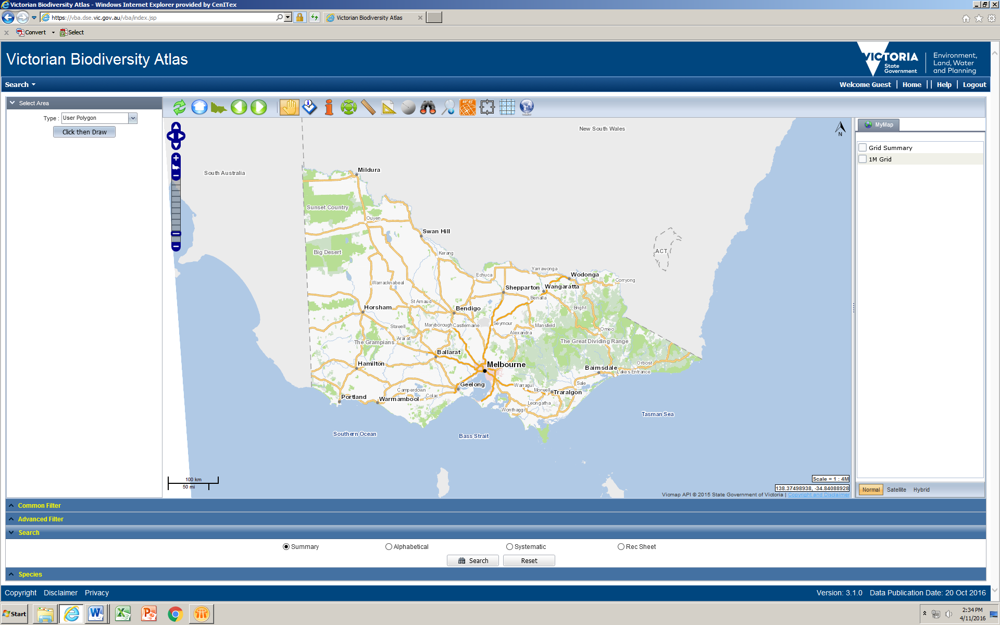 Victorian Biodiversity Atlas - Windows Internet Explorer provided by CenITex
https://vba.dse.vic.gov.au/vba/index.jsp
Victorian Biodiversity Atlas
x Convert Select
Victorian Biodiversity Atlas
VICTORIA State Government
Environment, Land, Water and Planning
Search
Welcome Guest | Home || Help | Logout
Select Area
Type : User Polygon
Click then Draw
49° 45'
MyMap
Grid Summary
1M Grid
New South Wales
N
South Australia
Mildura
Sunset Country
Ouyen
Swan Hill
Big Desert
Kerang
ACT
Echuca
Yarrawonga
Wodonga
Corryong
Warracknabeal
Shepparton
Wangaratta
Benalla
St Arnaud
Horsham
Bendigo
Bright
Stawell
Maryborough
Castlemaine
Seymour
Mansfield
Alexandra
Omeo
The Grampians
Ararat
The Great Dividing Range
Ballarat
Hamilton
Melbourne
Orbost
Bairnsdale
Lakes Entrance
Geelong
Camperdown
Colac
Warragul
Morwell
Traralgon
Sale
Portland
Warrnambool
Leongatha
Wonthaggi
Tasman Sea
Southern Ocean
Bass Strait
100 km
50 mi
Scale = 1 : 4M
138.37498938, -34.84088928
Vicmap API © 2015 State Government of Victoria | Copyright and Disclaimer
Normal Satellite Hybrid
Common Filter
Advanced Filter
Search
Summary Alphabetical Systematic Rec Sheet
Search Reset
Species
Copyright Disclaimer Privacy
Version: 3.1.0 Data Publication Date: 20 Oct 2016
Start
2:34 PM
4/11/2016